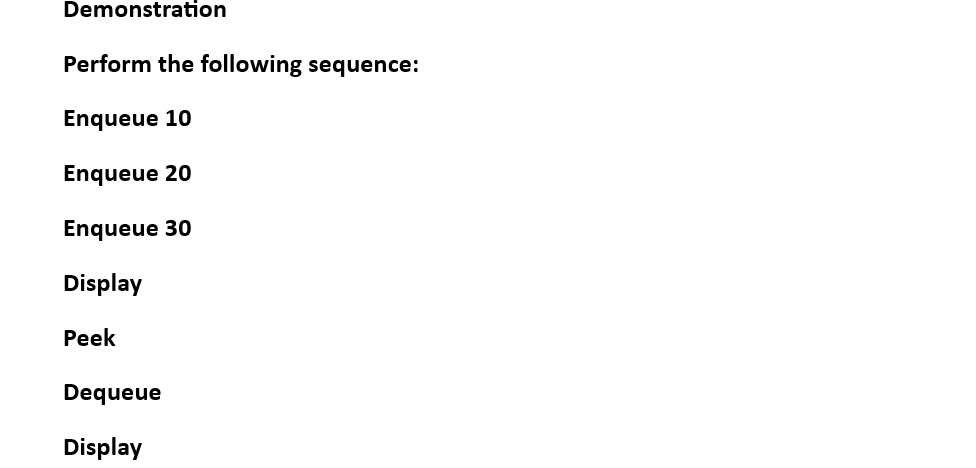 Demonstration
Perform the following sequence:
Enqueue 10
Enqueue 20
Enqueue 30
Display
Peek
Dequeue
Display